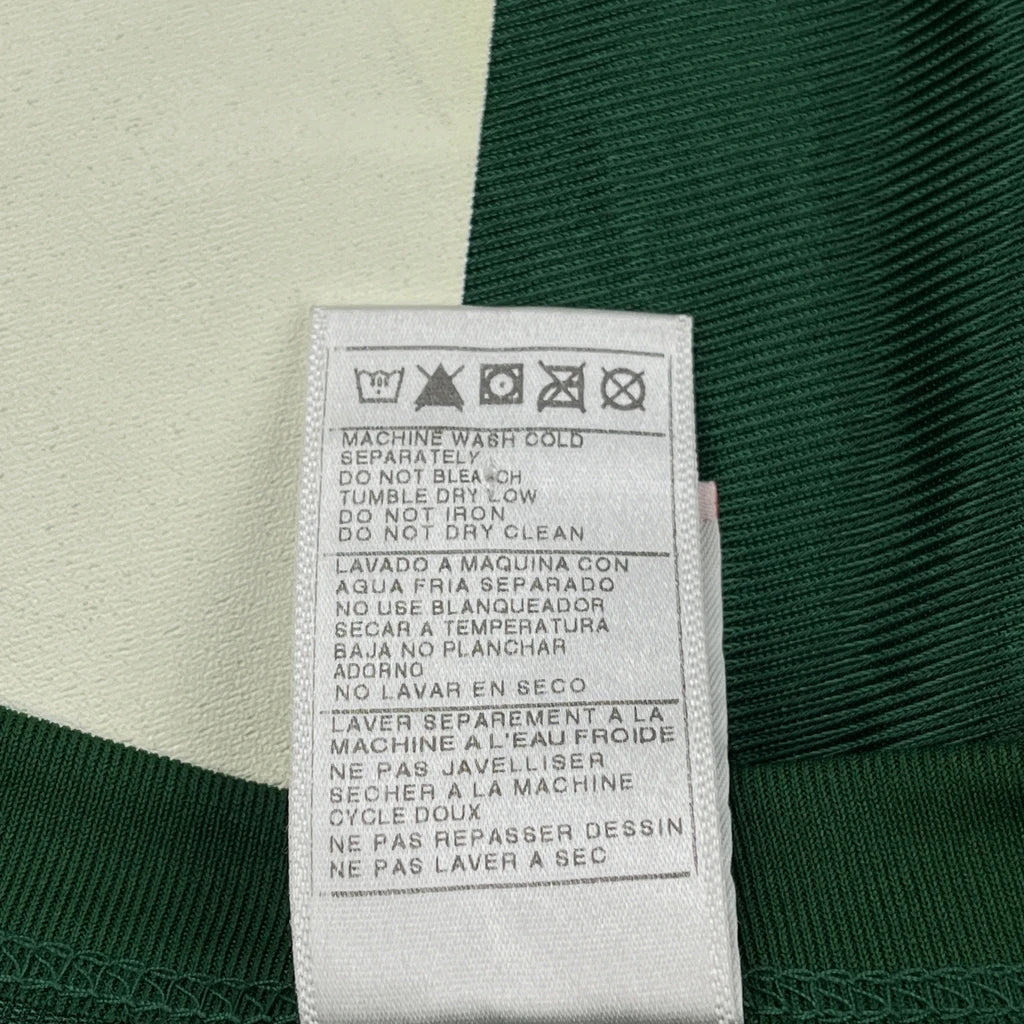 MACHINE WASH COLD
SEPARATELY
DO NOT BLEACH
TUMBLE DRY LOW
DO NOT IRON
DO NOT DRY CLEAN
LAVADO A MAQUINA CON
AGUA FRIA SEPARADO
NO USE BLANQUEADOR
SECAR A TEMPERATURA
BAJA NO PLANCHAR
ADORNO
NO LAVAR EN SECO
LAVER SEPAREMENT A LA
MACHINE A L'EAU FROIDE
NE PAS JAVELLISER
SECHER A LA MACHINE
CYCLE DOUX
NE PAS REPASSER DESSIN
NE PAS LAVER A SEC